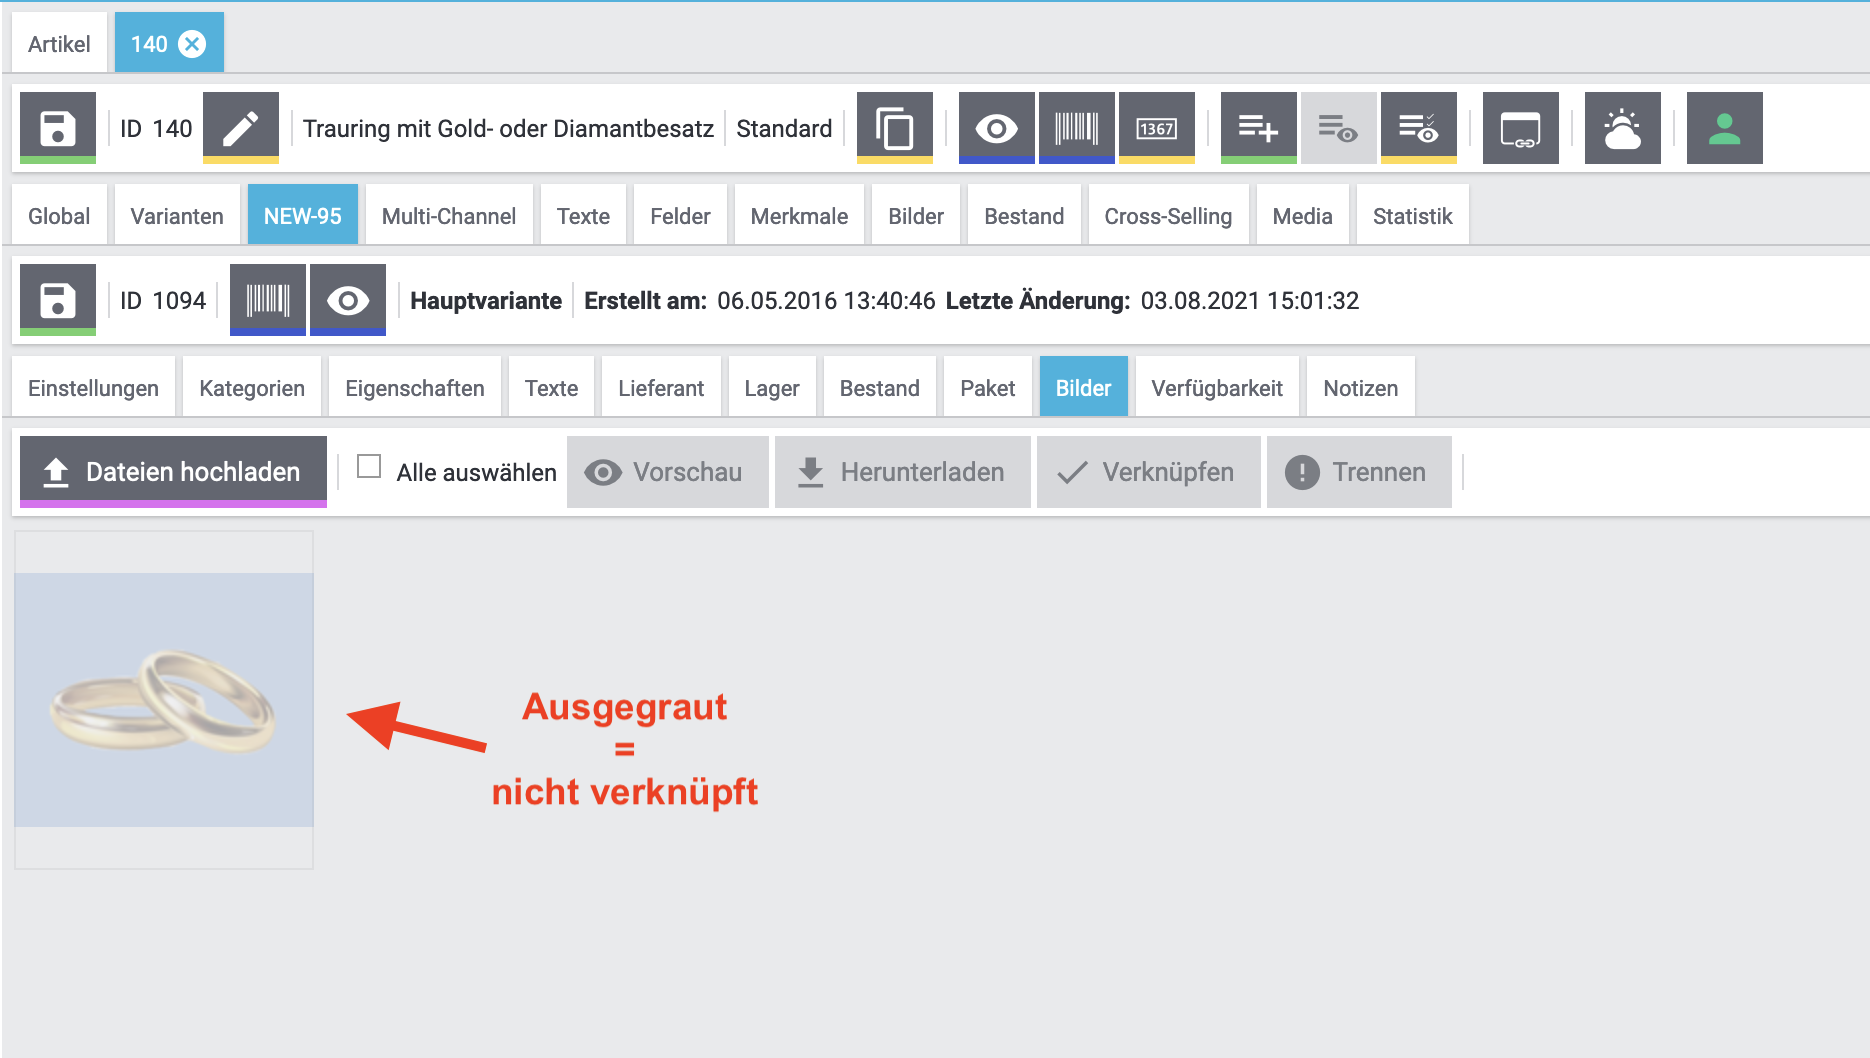 Artikel 140
ID 140 Trauring mit Gold- oder Diamantbesatz Standard 1367
Global Varianten NEW-95 Multi-Channel Texte Felder Merkmale Bilder Bestand Cross-Selling Media Statistik
ID 1094 Hauptvariante Erstellt am: 06.05.2016 13:40:46 Letzte Änderung: 03.08.2021 15:01:32
Einstellungen Kategorien Eigenschaften Texte Lieferant Lager Bestand Paket Bilder Verfügbarkeit Notizen
Dateien hochladen Alle auswählen Vorschau Herunterladen Verknüpfen Trennen
Ausgegraut
=
nicht verknüpft